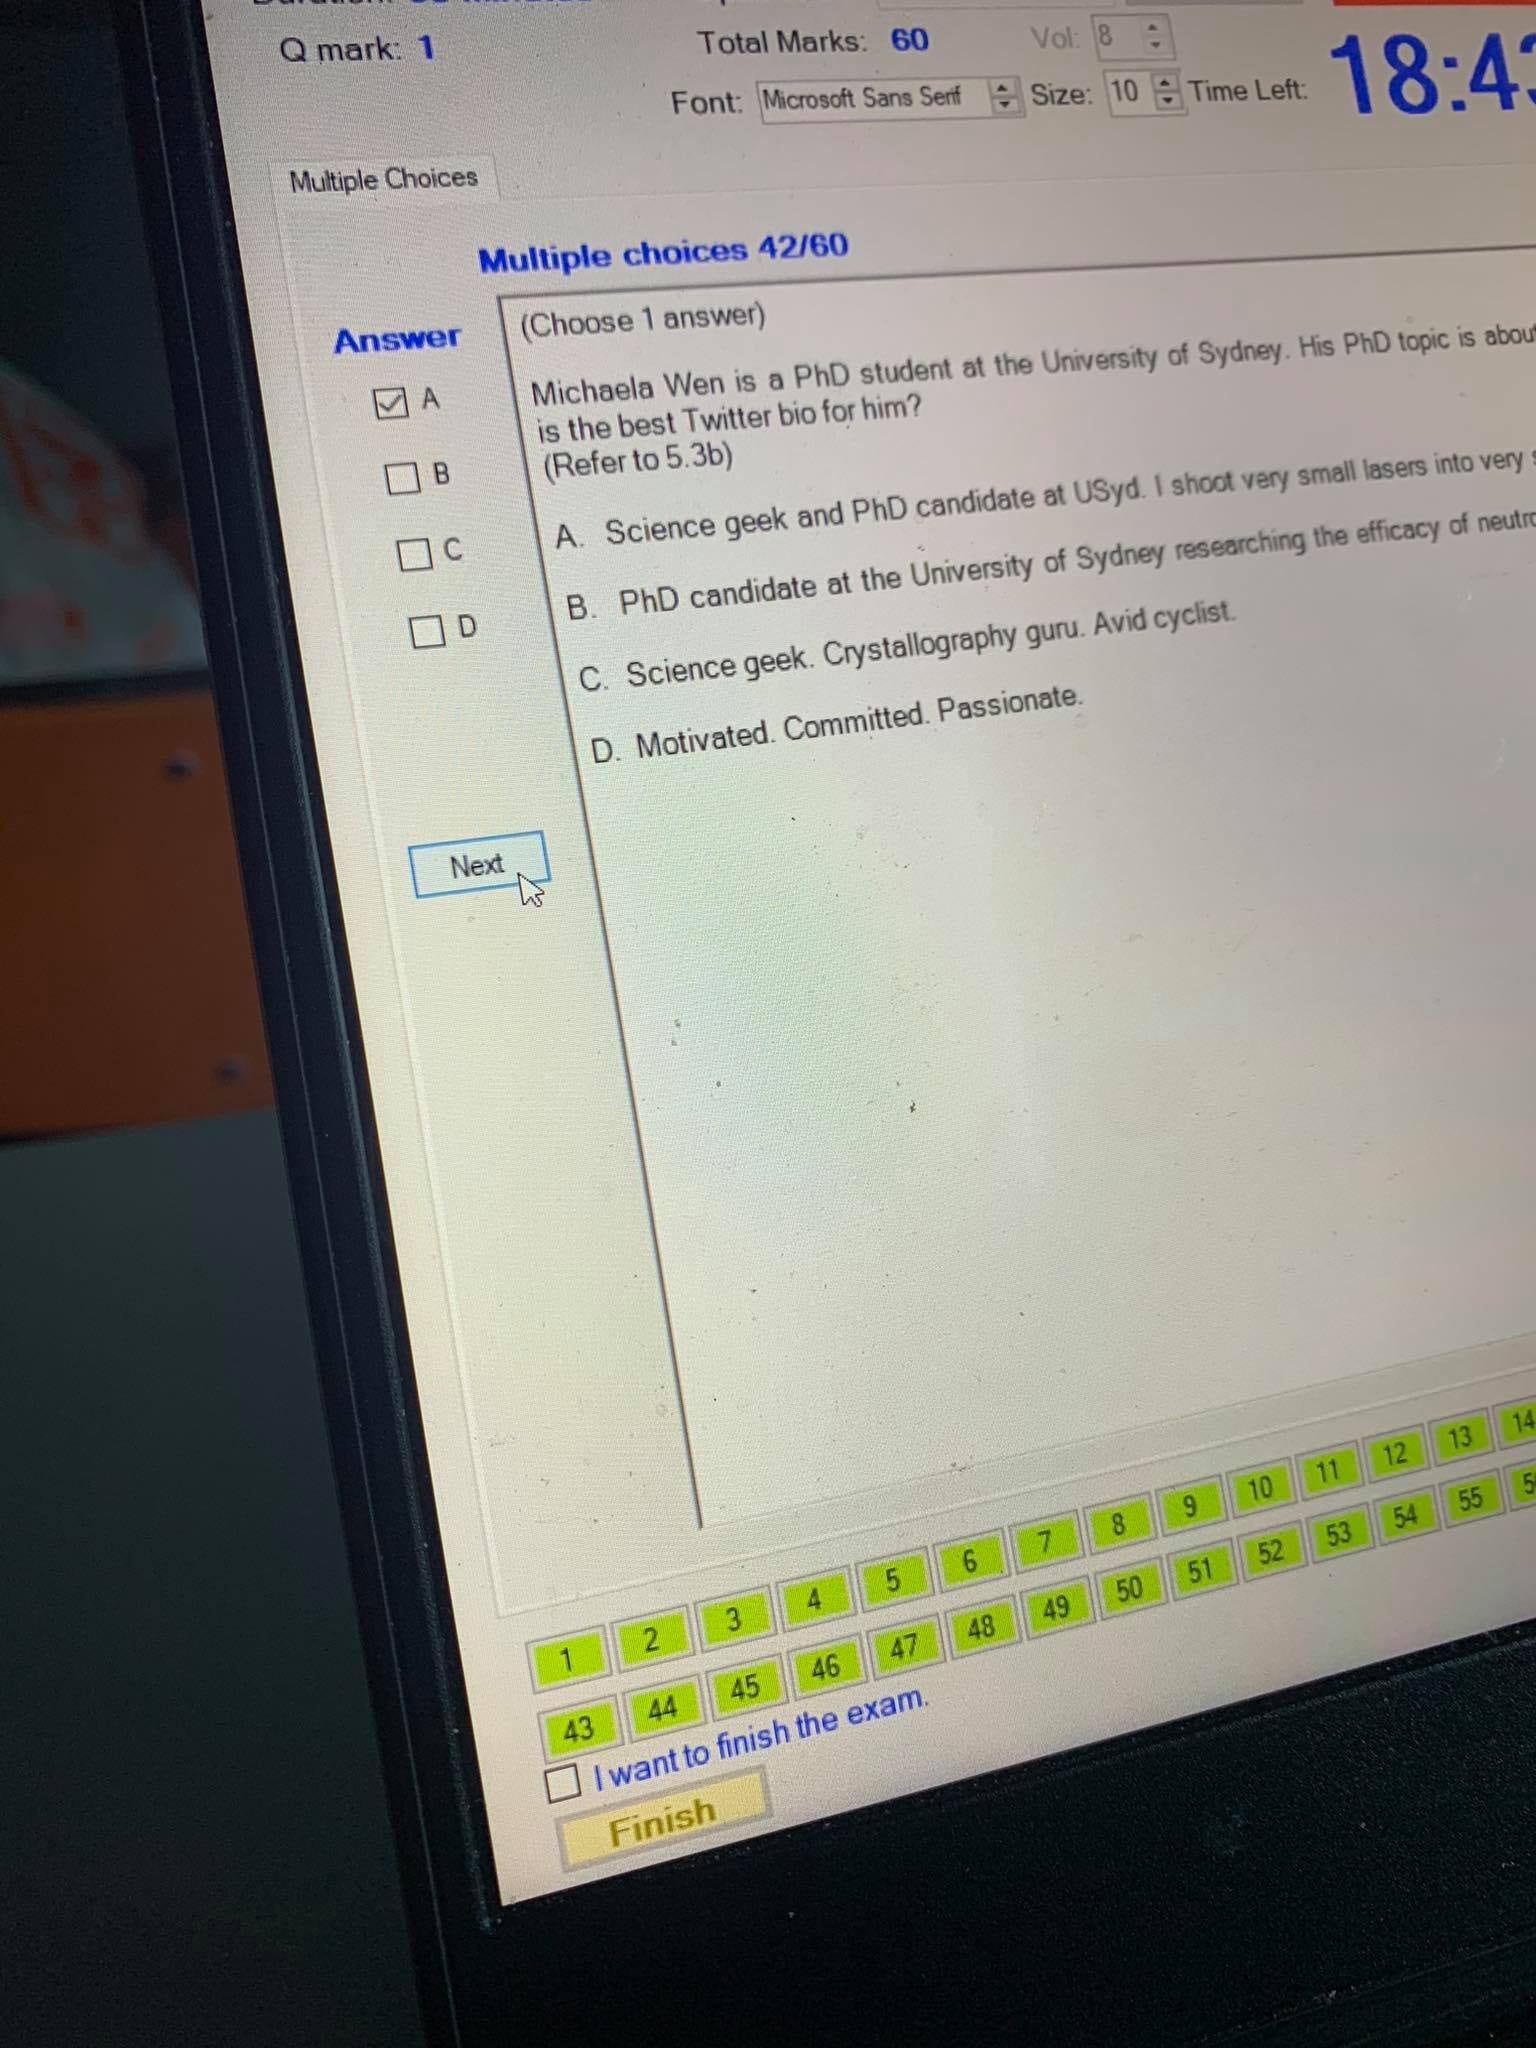 Q mark: 1
Total Marks: 60
Vol: 8
Font: Microsoft Sans Serif
Size: 10
Time Left:
Multiple Choices
Multiple choices 42/60
Answer
A
B
C
D
Next
(Choose 1 answer)
Michaela Wen is a PhD student at the University of Sydney. His PhD topic is about
is the best Twitter bio for him?
(Refer to 5.3b)
A. Science geek and PhD candidate at USyd. I shoot very small lasers into very
B. PhD candidate at the University of Sydney researching the efficacy of
C. Science geek. Crystallography guru. Avid cyclist.
D. Motivated. Committed. Passionate.
1 2 3 4 5 6 7 8 9 10 11 12 13 14
43 44 45 46 47 48 49 50 51 52 53 54 55
I want to finish the exam.
Finish